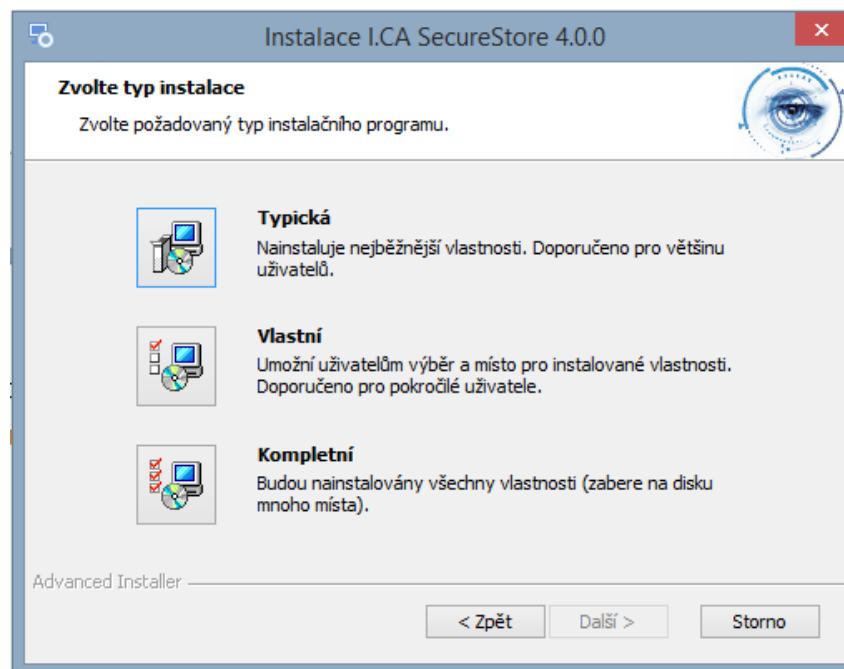 Instalace I.CA SecureStore 4.0.0
Zvolte typ instalace
Zvolte požadovaný typ instalačního programu.
Typická
Nainstaluje nejběžnější vlastnosti. Doporučeno pro většinu
uživatelů.
Vlastní
Umožní uživatelům výběr a místo pro instalované vlastnosti.
Doporučeno pro pokročilé uživatele.
Kompletní
Budou nainstalovány všechny vlastnosti (zabere na disku
mnoho místa).
Advanced Installer
< Zpět
Další >
Storno